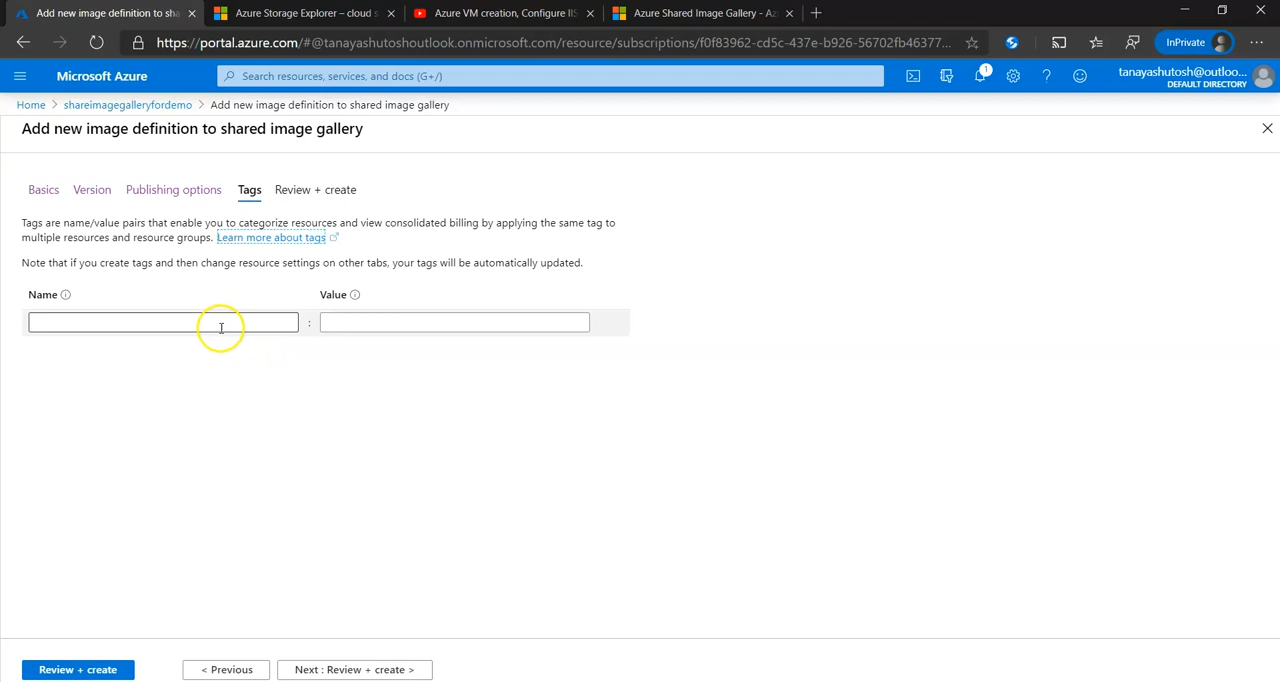 Add new image definition to sha
Azure Storage Explorer – cloud s
Azure VM creation, Configure IIS
Azure Shared Image Gallery - Az
https://portal.azure.com/#@tanayashutoshoutlook.onmicrosoft.com/resource/subscriptions/f0f83962-cd5c-437e-b926-56702fb46377...
InPrivate
Microsoft Azure
Search resources, services, and docs (G+/)
1
tanayashutosh@outloo...
DEFAULT DIRECTORY
Home > shareimagegalleryfordemo > Add new image definition to shared image gallery
Add new image definition to shared image gallery
Basics Version Publishing options Tags Review + create
Tags are name/value pairs that enable you to categorize resources and view consolidated billing by applying the same tag to
multiple resources and resource groups. Learn more about tags
Note that if you create tags and then change resource settings on other tabs, your tags will be automatically updated.
Name Value
:
Review + create < Previous Next : Review + create >